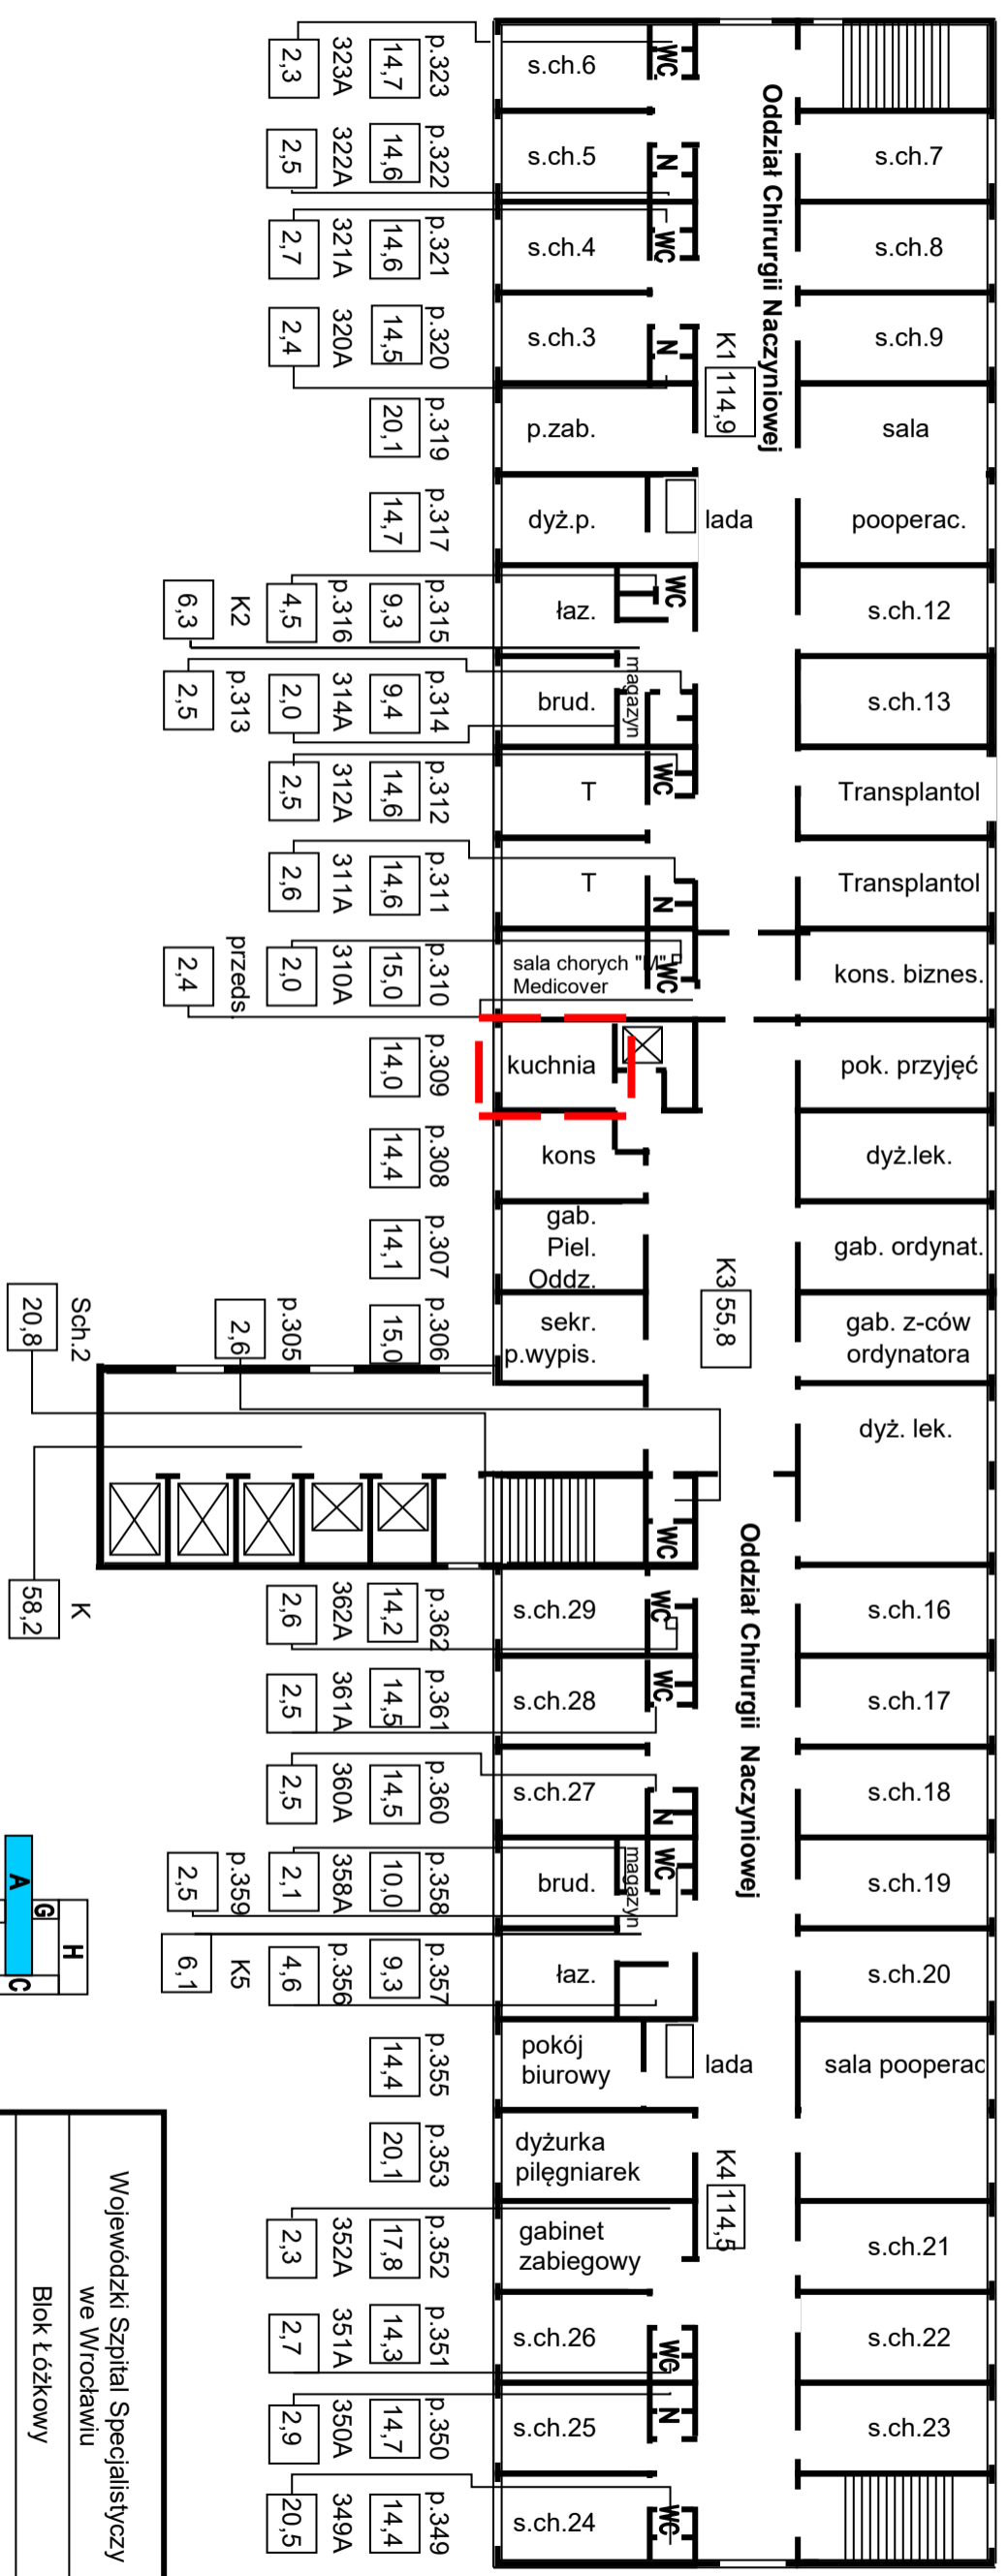 Oddział Chirurgii Naczyniowej
K1 114,9
s.ch.6
WC
s.ch.5
N
s.ch.7
s.ch.4
WC
s.ch.8
s.ch.3
N
s.ch.9
p.zab.
sala
dyż.p.
lada
pooperac.
łaz.
WC
s.ch.12
brud.
magazyn
s.ch.13
T
WC
Transplantol
T
N
Transplantol
sala chorych "M"
Medicover
WC
kons. biznes.
kuchnia
pok. przyjęć
kons
dyż.lek.
gab.
Piel.
Oddz.
gab. ordynat.
K3 55,8
sekr.
p.wypis.
gab. z-ców
ordynatora
dyż. lek.
WC
Oddział Chirurgii Naczyniowej
s.ch.29
WC
s.ch.16
s.ch.28
WC
s.ch.17
s.ch.27
N
s.ch.18
brud.
magazyn
WC
s.ch.19
łaz.
s.ch.20
pokój
biurowy
lada
sala pooperac
dyżurka
pilęgniarek
K4 114,5
gabinet
zabiegowy
s.ch.21
s.ch.26
WC
s.ch.22
s.ch.25
N
s.ch.23
s.ch.24
WC
p.323
14,7
323A
2,3
p.322
14,6
322A
2,5
p.321
14,6
321A
2,7
p.320
14,5
320A
2,4
p.319
20,1
p.317
14,7
p.315
9,3
p.316
4,5
K2
6,3
p.314
9,4
314A
2,0
p.313
2,5
p.312
14,6
312A
2,5
p.311
14,6
311A
2,6
p.310
15,0
310A
2,0
przeds.
2,4
p.309
14,0
p.308
14,4
p.307
14,1
p.306
15,0
p.305
2,6
Sch.2
20,8
K
58,2
p.362
14,2
362A
2,6
p.361
14,5
361A
2,5
p.360
14,5
360A
2,5
p.358
10,0
358A
2,1
p.359
2,5
p.357
9,3
p.356
4,6
K5
6,1
p.355
14,4
p.353
20,1
p.352
17,8
352A
2,3
p.351
14,3
351A
2,7
p.350
14,7
350A
2,9
p.349
14,4
349A
20,5
A
G
H
C
Wojewódzki Szpital Specjalistyczy
we Wrocławiu
Blok Łóżkowy